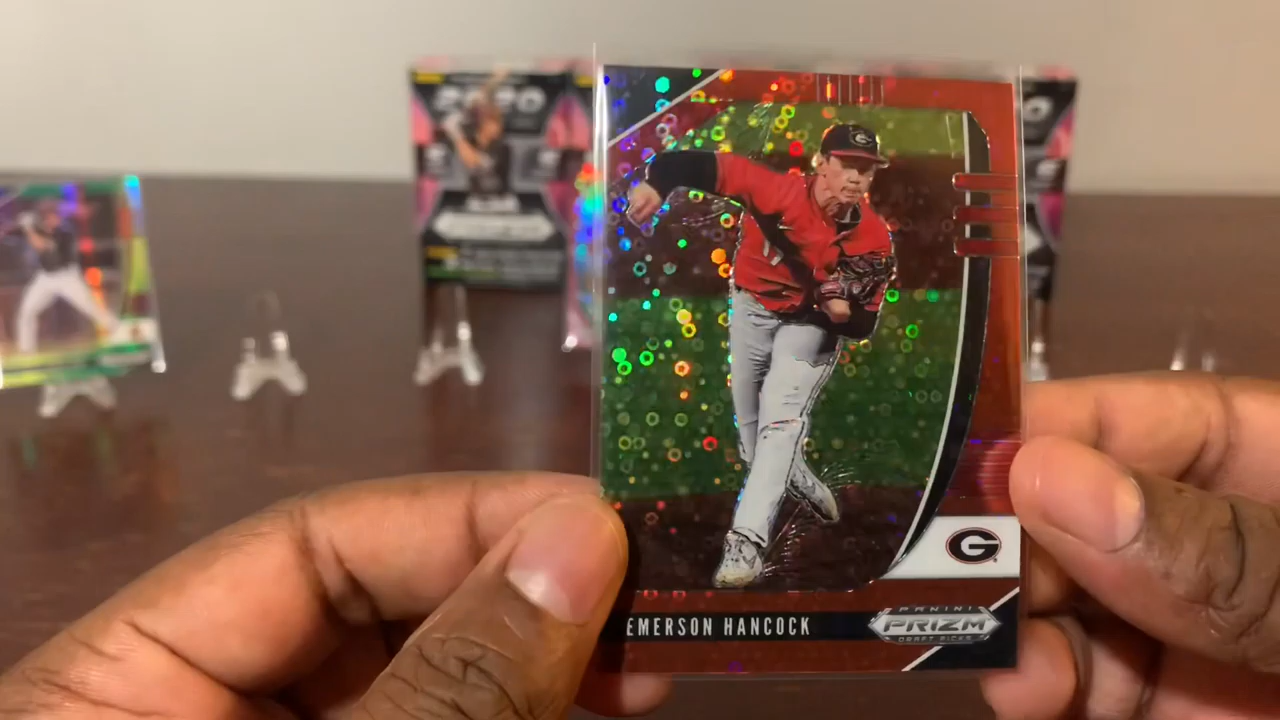 2020
G
EMERSON HANCOCK
PANINI
PRIZM
DRAFT PICKS